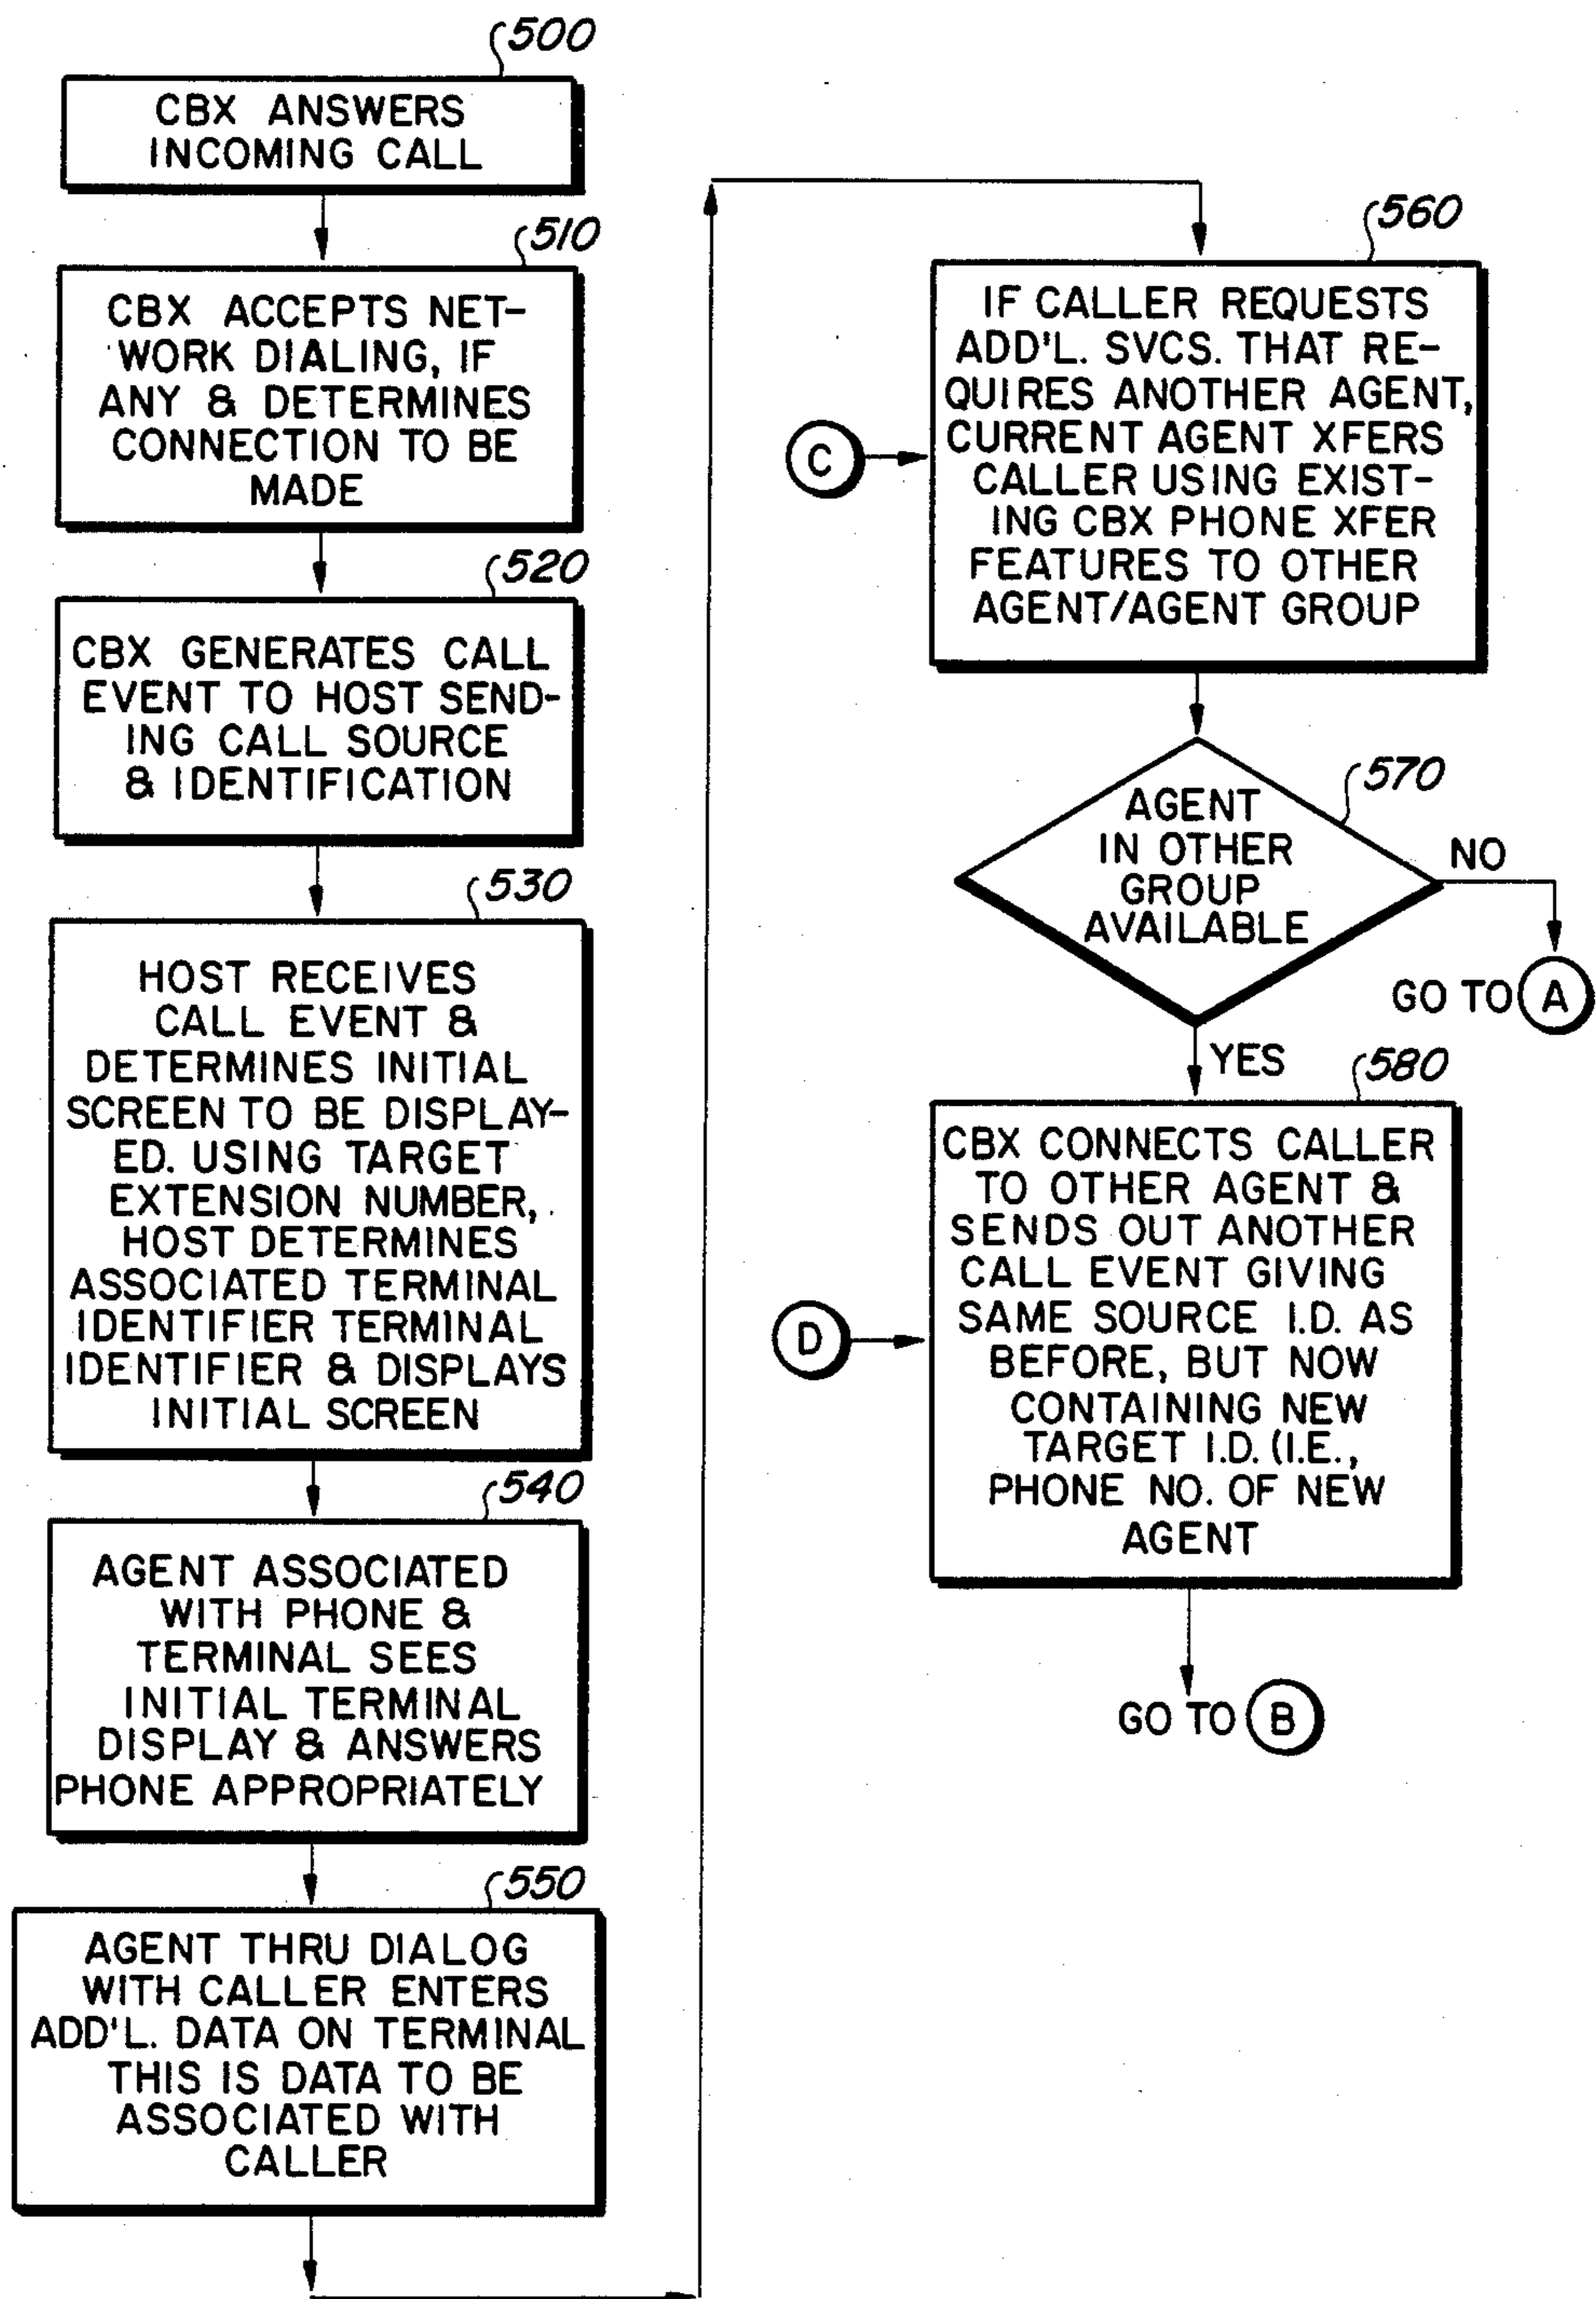 500
CBX ANSWERS
INCOMING CALL
510
CBX ACCEPTS NET-
WORK DIALING, IF
ANY & DETERMINES
CONNECTION TO BE
MADE
520
CBX GENERATES CALL
EVENT TO HOST SEND-
ING CALL SOURCE
& IDENTIFICATION
530
HOST RECEIVES
CALL EVENT &
DETERMINES INITIAL
SCREEN TO BE DISPLAY-
ED. USING TARGET
EXTENSION NUMBER,
HOST DETERMINES
ASSOCIATED TERMINAL
IDENTIFIER TERMINAL
IDENTIFIER & DISPLAYS
INITIAL SCREEN
540
AGENT ASSOCIATED
WITH PHONE &
TERMINAL SEES
INITIAL TERMINAL
DISPLAY & ANSWERS
PHONE APPROPRIATELY
550
AGENT THRU DIALOG
WITH CALLER ENTERS
ADD'L. DATA ON TERMINAL
THIS IS DATA TO BE
ASSOCIATED WITH
CALLER
560
IF CALLER REQUESTS
ADD'L. SVCS. THAT RE-
QUIRES ANOTHER AGENT,
CURRENT AGENT XFERS
CALLER USING EXIST-
ING CBX PHONE XFER
FEATURES TO OTHER
AGENT/AGENT GROUP
C
570
AGENT
IN OTHER
GROUP
AVAILABLE
NO
GO TO A
YES
580
CBX CONNECTS CALLER
TO OTHER AGENT &
SENDS OUT ANOTHER
CALL EVENT GIVING
SAME SOURCE I.D. AS
BEFORE, BUT NOW
CONTAINING NEW
TARGET I.D. (I.E.,
PHONE NO. OF NEW
AGENT
D
GO TO B